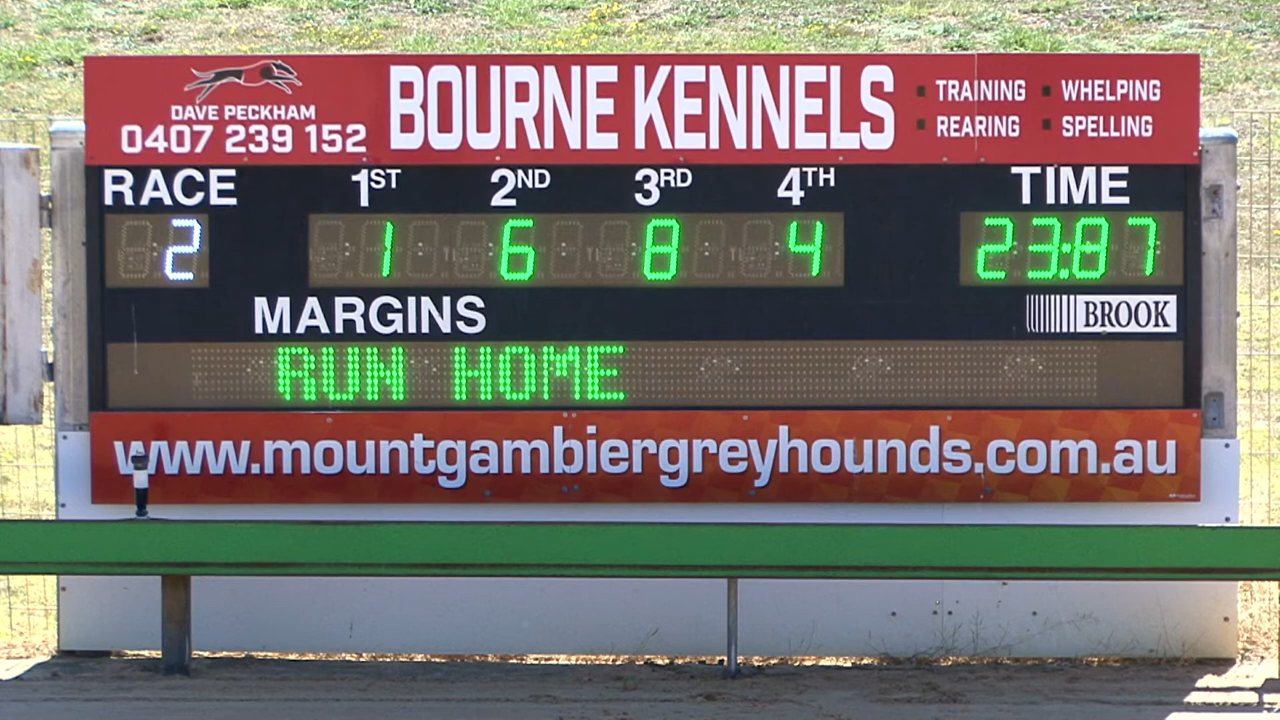 DAVE PECKHAM
0407 239 152
BOURNE KENNELS
TRAINING
WHELPING
REARING
SPELLING
RACE 1ST 2ND 3RD 4TH TIME
2 1 6 8 4 23:87
MARGINS
BROOK
RUN HOME
www.mountgambiergreyhounds.com.au